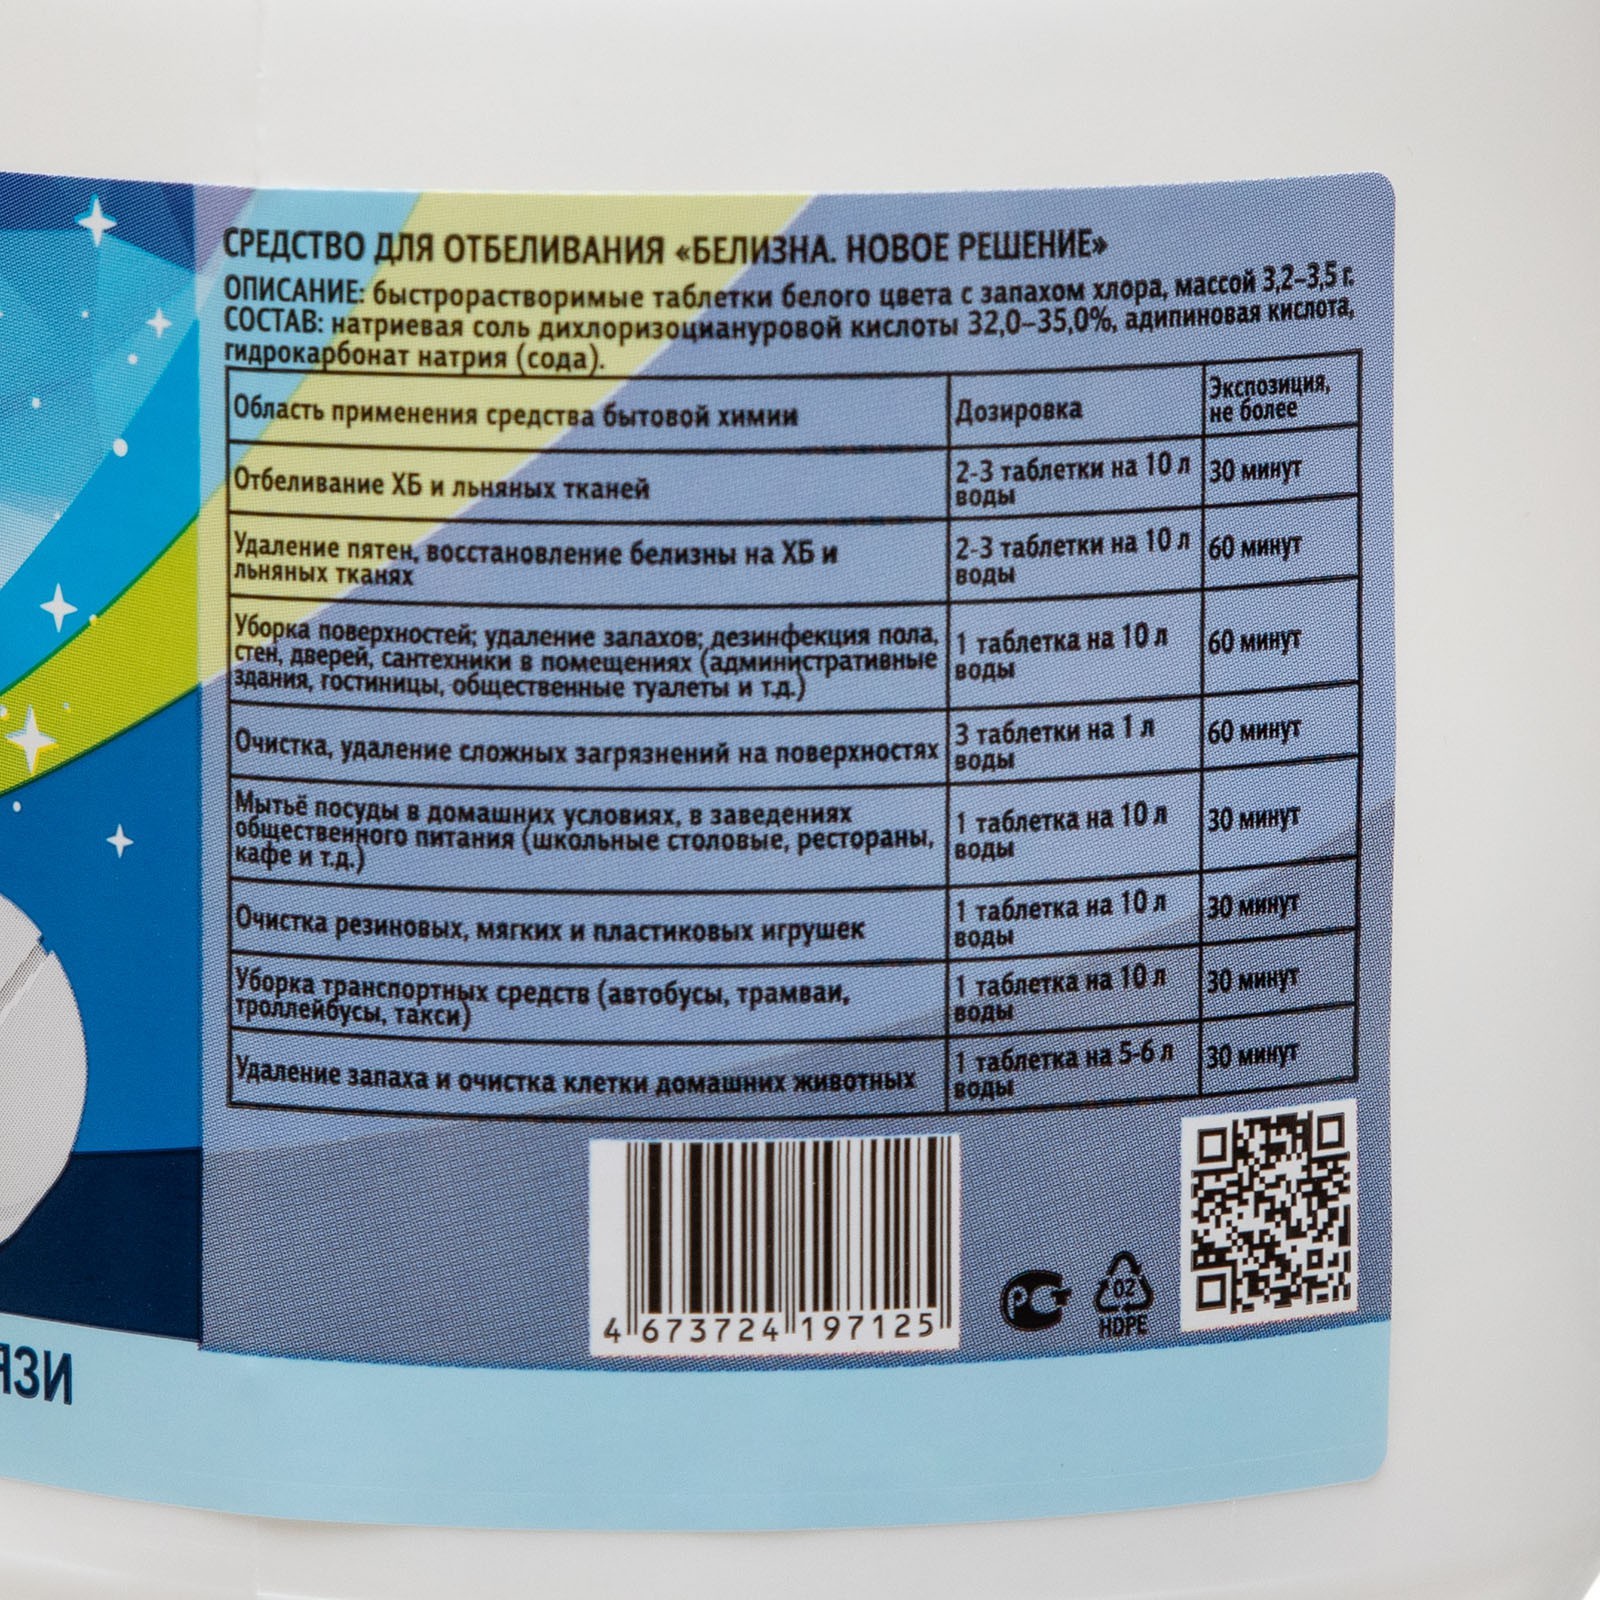 СРЕДСТВО ДЛЯ ОТБЕЛИВАНИЯ «БЕЛИЗНА. НОВОЕ РЕШЕНИЕ»
ОПИСАНИЕ: быстрорастворимые таблетки белого цвета с запахом хлора, массой 3,2–3,5 г.
СОСТАВ: натриевая соль дихлоризоциануровой кислоты 32,0–35,0%, адипиновая кислота,
гидрокарбонат натрия (сода).
Область применения средства бытовой химии
Дозировка
Экспозиция,
не более
Отбеливание ХБ и льняных тканей
2-3 таблетки на 10 л
воды
30 минут
Удаление пятен, восстановление белизны на ХБ и
льняных тканях
2-3 таблетки на 10 л
воды
60 минут
Уборка поверхностей; удаление запахов; дезинфекция пола,
стен, дверей, сантехники в помещениях (административные
здания, гостиницы, общественные туалеты и т.д.)
1 таблетка на 10 л
воды
60 минут
Очистка, удаление сложных загрязнений на поверхностях
3 таблетки на 1 л
воды
60 минут
Мытьё посуды в домашних условиях, в заведениях
общественного питания (школьные столовые, рестораны,
кафе и т.д.)
1 таблетка на 10 л
воды
30 минут
Очистка резиновых, мягких и пластиковых игрушек
1 таблетка на 10 л
воды
30 минут
Уборка транспортных средств (автобусы, трамваи,
троллейбусы, такси)
1 таблетка на 10 л
воды
30 минут
Удаление запаха и очистка клетки домашних животных
1 таблетка на 5-6 л
воды
30 минут
4 673724 197125
РСТ
02
HDPE
ЯЗИ